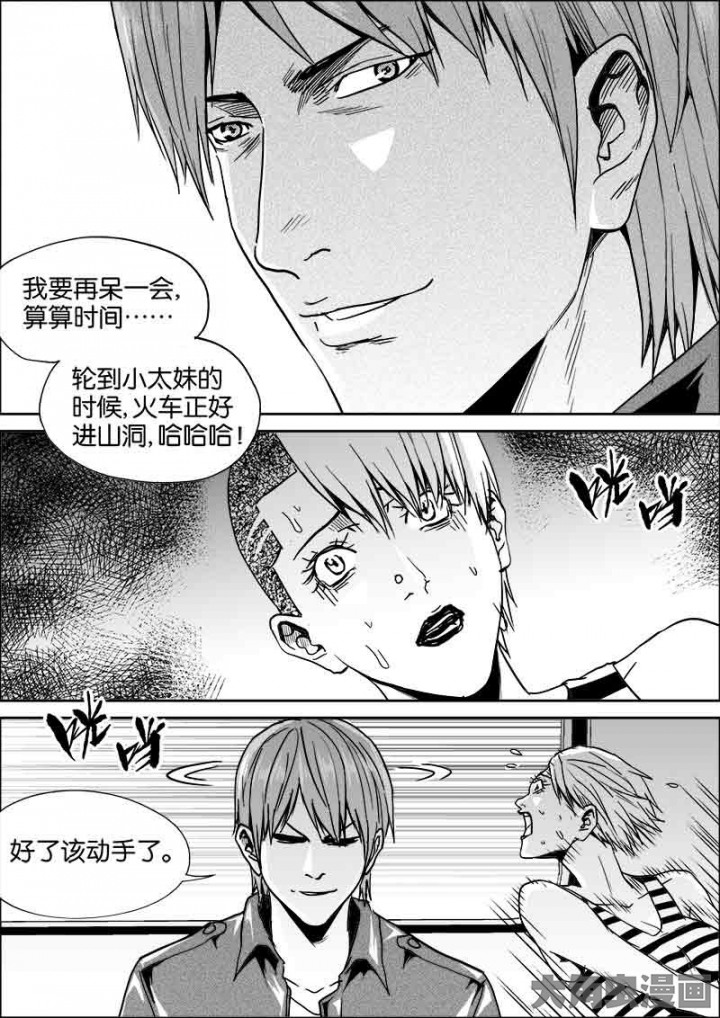 我要再呆一会,
算算时间……
轮到小太妹的
时候,火车正好
进山洞,哈哈哈!
咣当
咣当
好了该动手了。
大有虫漫画